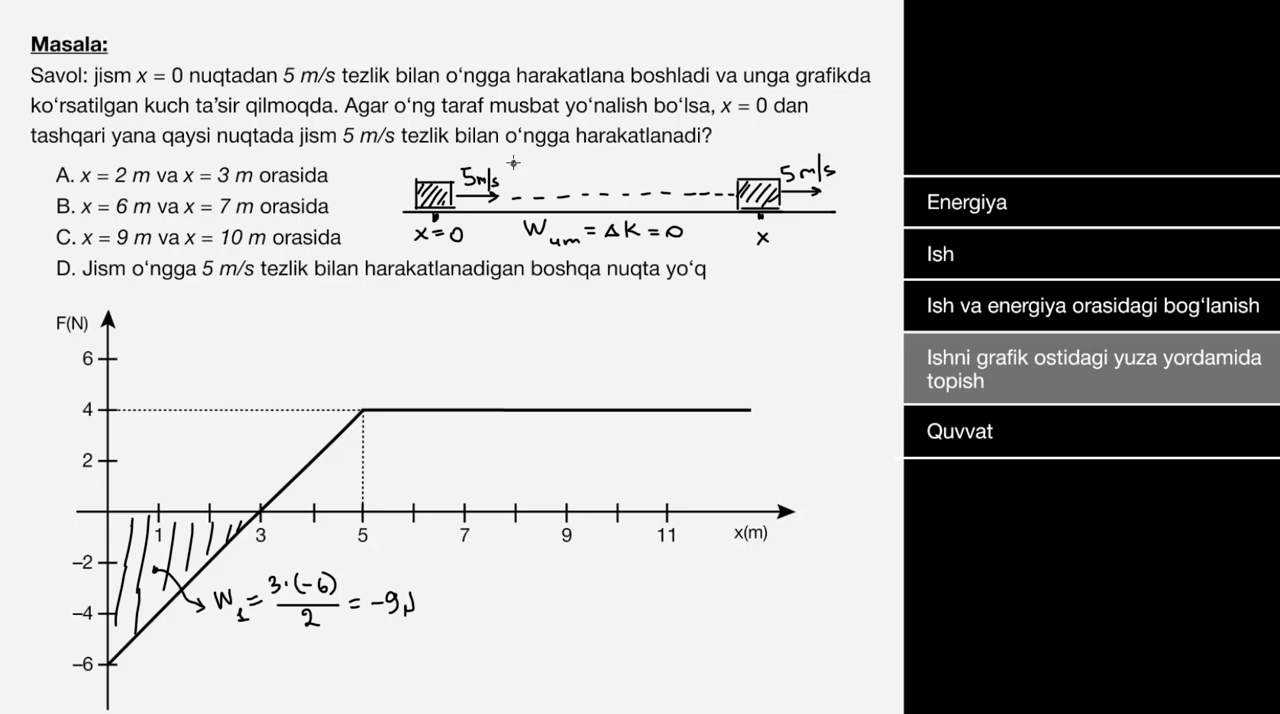 Masala:
Savol: jism x = 0 nuqtadan 5 m/s tezlik bilan oʻngga harakatlana boshladi va unga grafikda
koʻrsatilgan kuch taʼsir qilmoqda. Agar oʻng taraf musbat yoʻnalish boʻlsa, x = 0 dan
tashqari yana qaysi nuqtada jism 5 m/s tezlik bilan oʻngga harakatlanadi?
A. x = 2 m va x = 3 m orasida
B. x = 6 m va x = 7 m orasida
C. x = 9 m va x = 10 m orasida
D. Jism oʻngga 5 m/s tezlik bilan harakatlanadigan boshqa nuqta yoʻq
5m/s
5m/s
x=0
W um = ΔK = 0
x
F(N)
6
4
2
1
3
5
7
9
11
x(m)
–2
–4
–6
W1 = 3·(-6)/2 = -9J
Energiya
Ish
Ish va energiya orasidagi bogʻlanish
Ishni grafik ostidagi yuza yordamida
topish
Quvvat